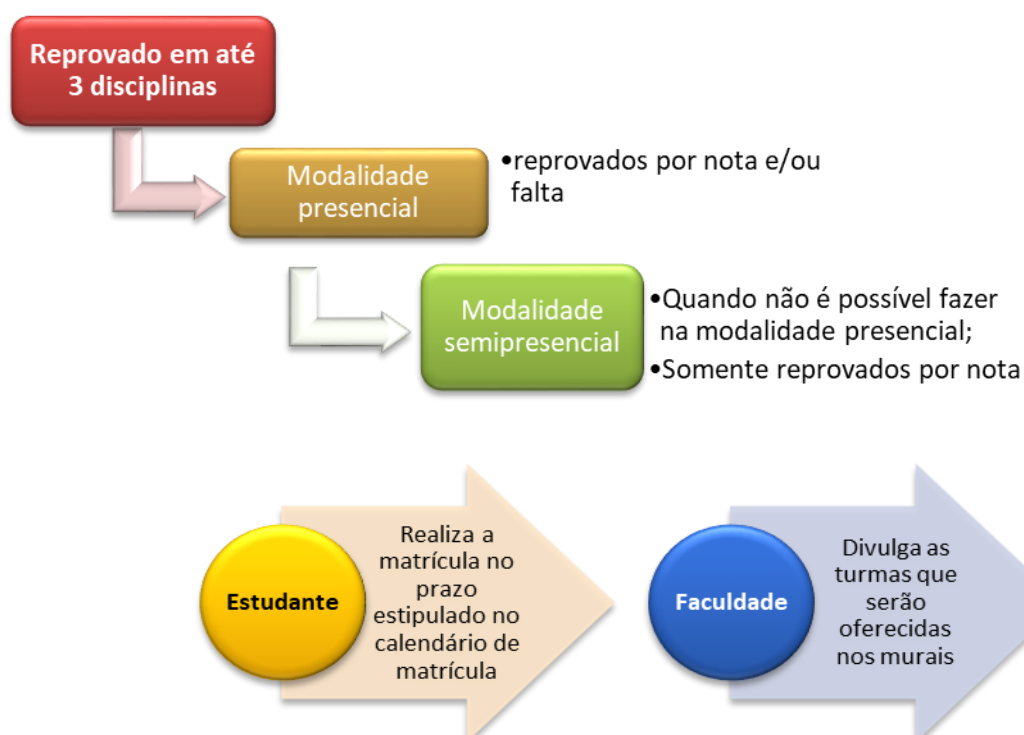 Reprovado em até
3 disciplinas
Modalidade
presencial
•reprovados por nota e/ou
falta
Modalidade
semipresencial
•Quando não é possível fazer
na modalidade presencial;
•Somente reprovados por nota
Estudante
Realiza a
matrícula no
prazo
estipulado no
calendário de
matrícula
Faculdade
Divulga as
turmas que
serão
oferecidas
nos murais